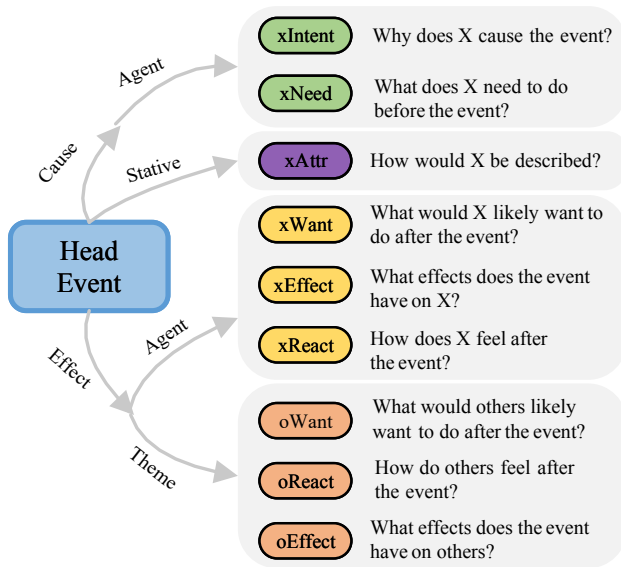 Agent
xIntent
Why does X cause the event?
xNeed
What does X need to do
before the event?
Cause
Stative
xAttr
How would X be described?
Head
Event
xWant
What would X likely want to
do after the event?
xEffect
What effects does the event
have on X?
Effect
Agent
xReact
How does X feel after
the event?
Theme
oWant
What would others likely
want to do after the event?
oReact
How do others feel after
the event?
oEffect
What effects does the event
have on others?